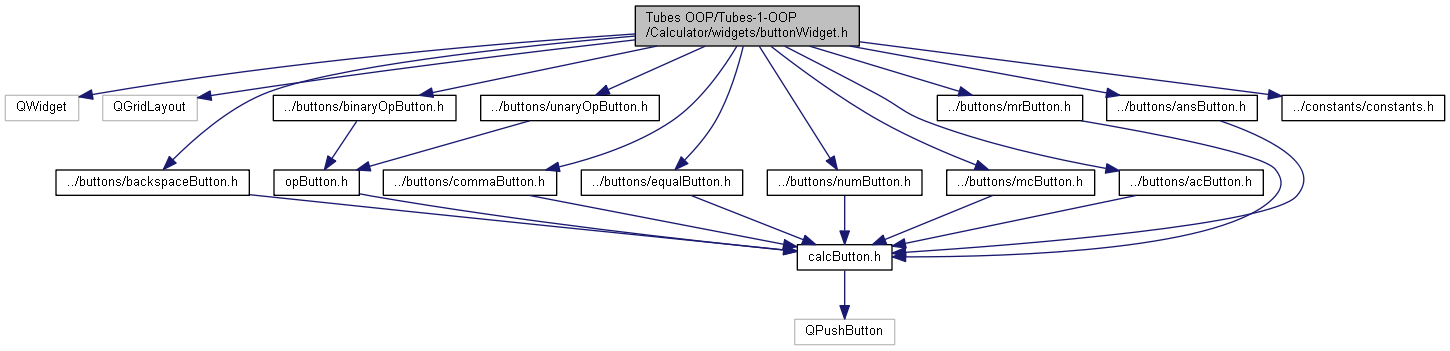 Tubes OOP/Tubes-1-OOP
/Calculator/widgets/buttonWidget.h
QWidget
QGridLayout
../buttons/binaryOpButton.h
../buttons/unaryOpButton.h
../buttons/mrButton.h
../buttons/ansButton.h
../constants/constants.h
../buttons/backspaceButton.h
opButton.h
../buttons/commaButton.h
../buttons/equalButton.h
../buttons/numButton.h
../buttons/mcButton.h
../buttons/acButton.h
calcButton.h
QPushButton